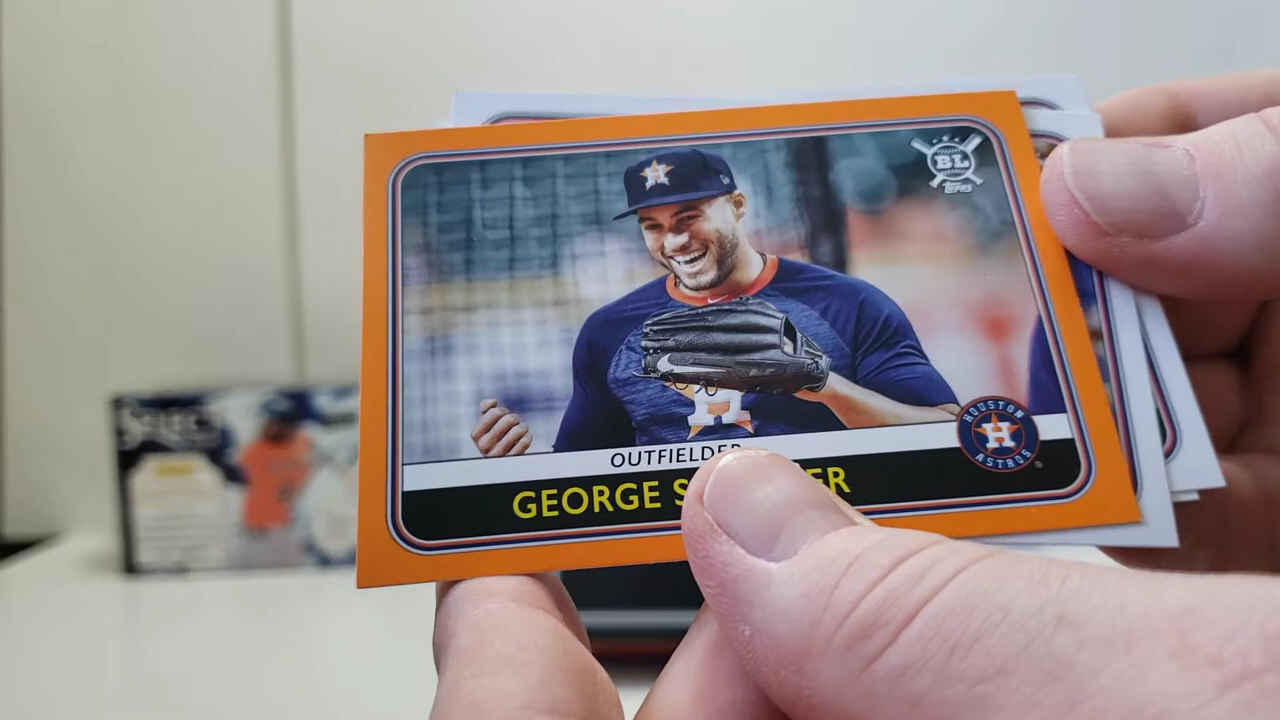 BL
TOPPS
H
H
HOUSTON
H
ASTROS
OUTFIELDER
GEORGE S ER